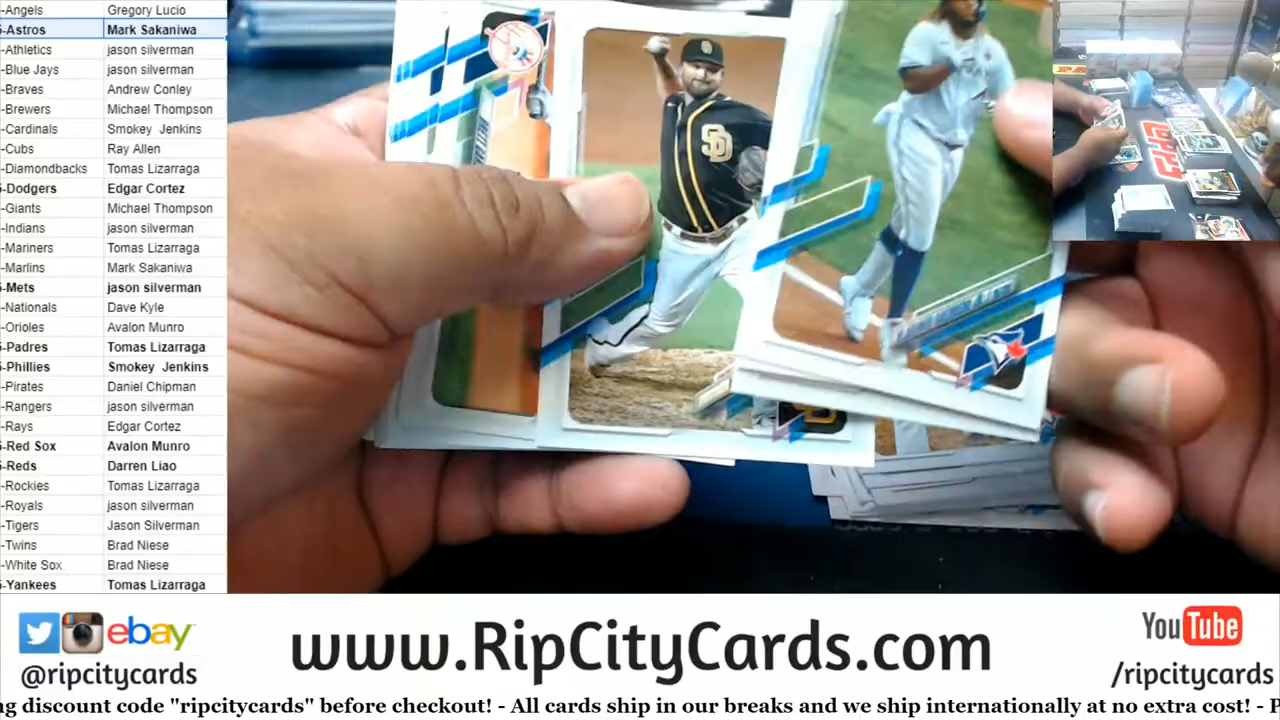 -Angels Gregory Lucio
-Astros Mark Sakaniwa
-Athletics jason silverman
-Blue Jays jason silverman
-Braves Andrew Conley
-Brewers Michael Thompson
-Cardinals Smokey Jenkins
-Cubs Ray Allen
-Diamondbacks Tomas Lizarraga
-Dodgers Edgar Cortez
-Giants Michael Thompson
-Indians jason silverman
-Mariners Tomas Lizarraga
-Marlins Mark Sakaniwa
-Mets jason silverman
-Nationals Dave Kyle
-Orioles Avalon Munro
-Padres Tomas Lizarraga
-Phillies Smokey Jenkins
-Pirates Daniel Chipman
-Rangers jason silverman
-Rays Edgar Cortez
-Red Sox Avalon Munro
-Reds Darren Liao
-Rockies Tomas Lizarraga
-Royals jason silverman
-Tigers Jason Silverman
-Twins Brad Niese
-White Sox Brad Niese
-Yankees Tomas Lizarraga
SD
TOPPS
ebay
@ripcitycards
www.RipCityCards.com
YouTube
/ripcitycards
discount code "ripcitycards" before checkout! - All cards ship in our breaks and we ship internationally at no extra cost! -